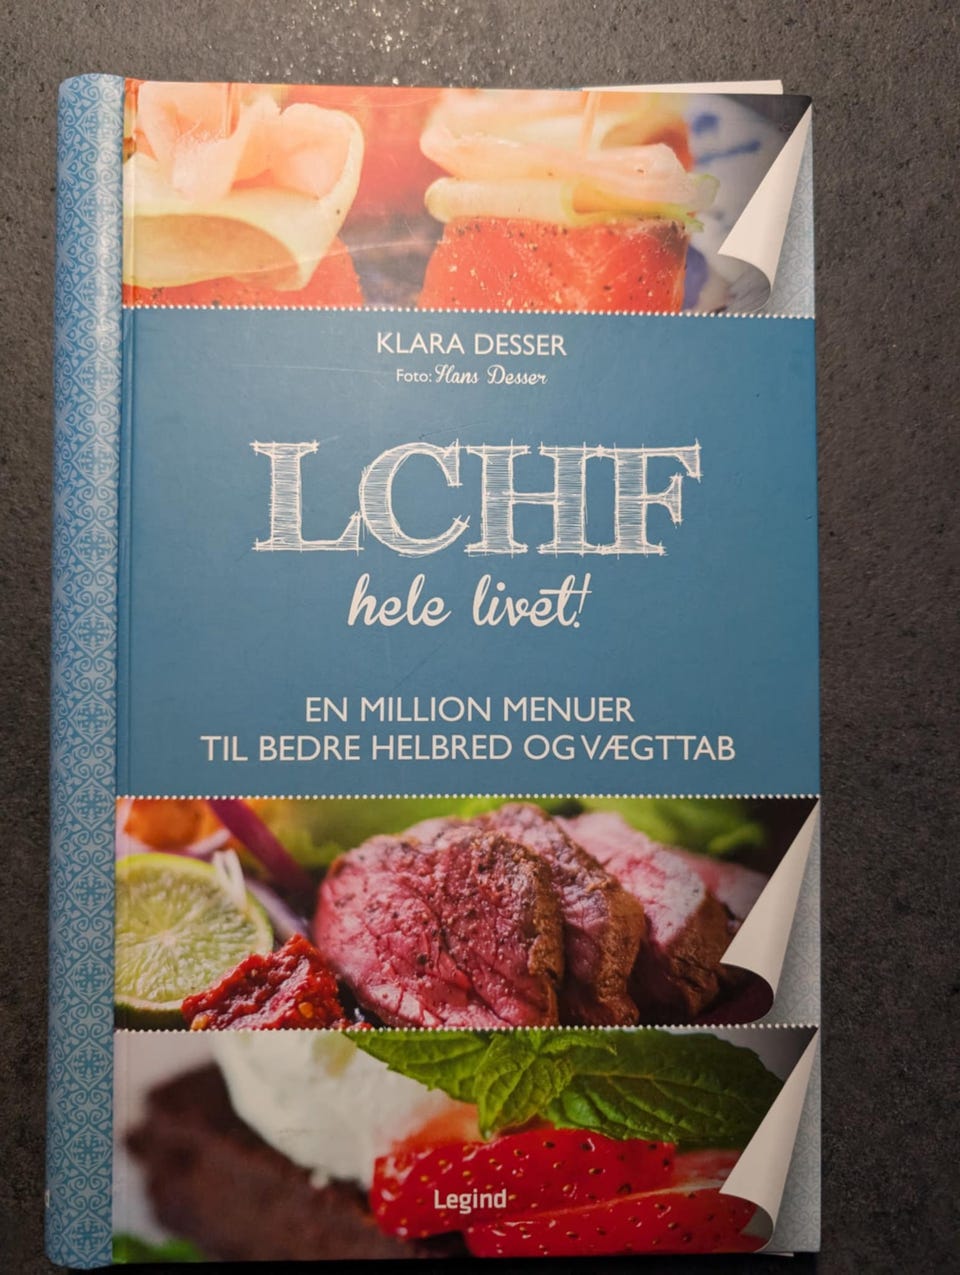 KLARA DESSER
Foto: Hans Desser
LCHF
hele livet!
EN MILLION MENUER
TIL BEDRE HELBRED OG VÆGTTAB
Legind